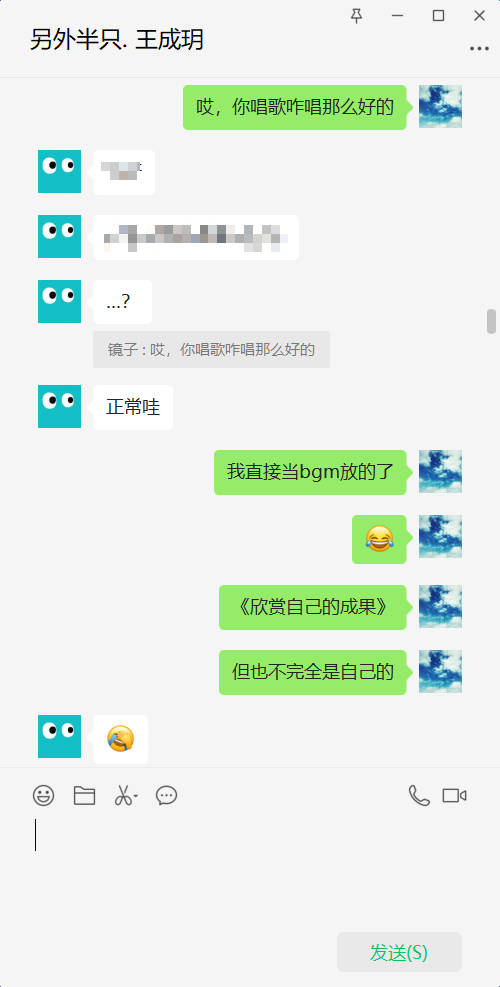 另外半只. 王成玥
哎，你唱歌咋唱那么好的
...?
镜子 : 哎，你唱歌咋唱那么好的
正常哇
我直接当bgm放的了
😂
《欣赏自己的成果》
但也不完全是自己的
发送(S)